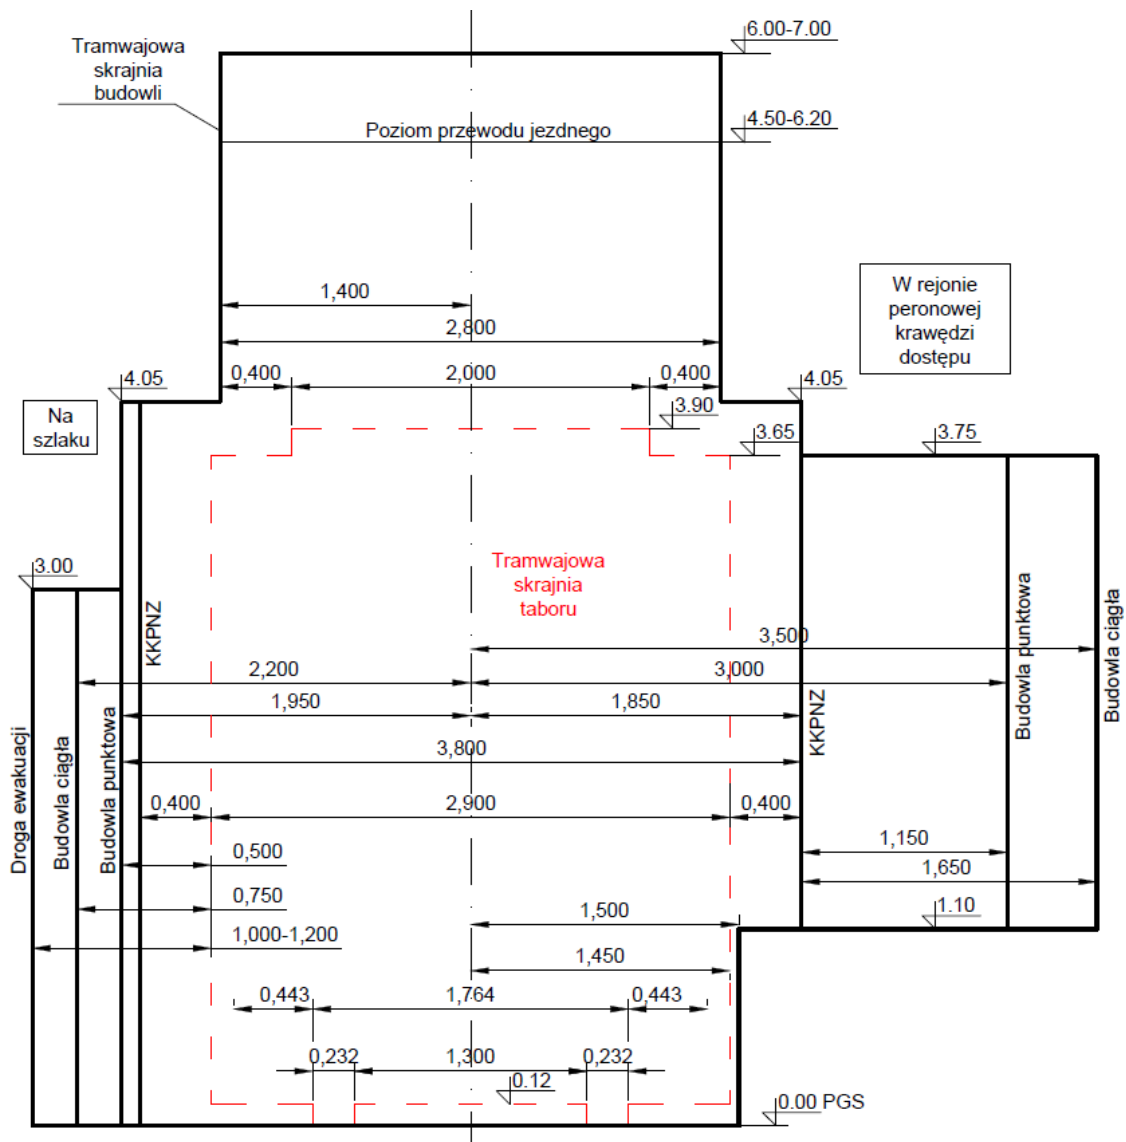 6.00-7.00
Tramwajowa
skrajnia
budowli
4.50-6.20
Poziom przewodu jezdnego
1,400
W rejonie
peronowej
krawędzi
dostępu
2,800
4.05
0,400
2,000
0,400
4.05
Na
szlaku
3.90
3.65
3.75
3.00
Tramwajowa
skrajnia
taboru
KKPNZ
3,500
2,200
3,000
1,950
1,850
3,800
KKPNZ
Budowla punktowa
Budowla ciągła
Droga ewakuacji
Budowla ciągła
Budowla punktowa
0,400
2,900
0,400
1,150
0,500
1,650
0,750
1,500
1.10
1,000-1,200
1,450
0,443
1,764
0,443
0,232
1,300
0,232
0.12
0.00 PGS